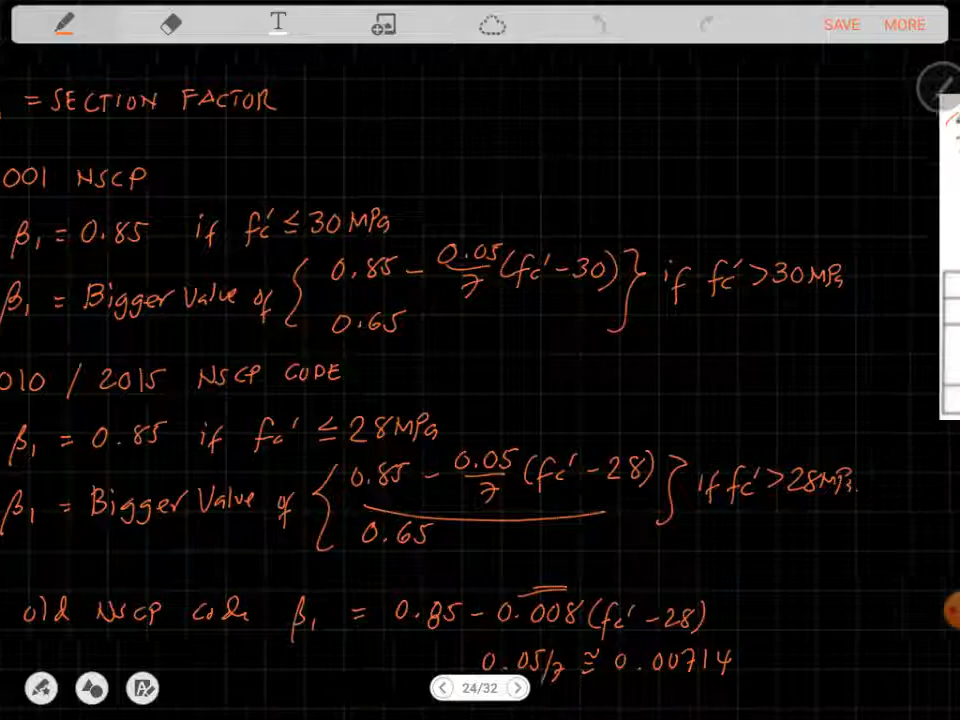 SAVE MORE
= SECTION FACTOR
001 NSCP
β₁ = 0.85 if fc' ≤ 30 MPa
β₁ = Bigger Value of { 0.85 - 0.05/7 (fc' - 30) } if fc' > 30 MPa
0.65
010 / 2015 NSCP CODE
β₁ = 0.85 if fc' ≤ 28 MPa
β₁ = Bigger Value of { 0.85 - 0.05/7 (fc' - 28) } if fc' > 28 MPa.
0.65
old NSCP code β₁ = 0.85 - 0.008 (fc' - 28)
0.05/7 ≅ 0.00714
24/32